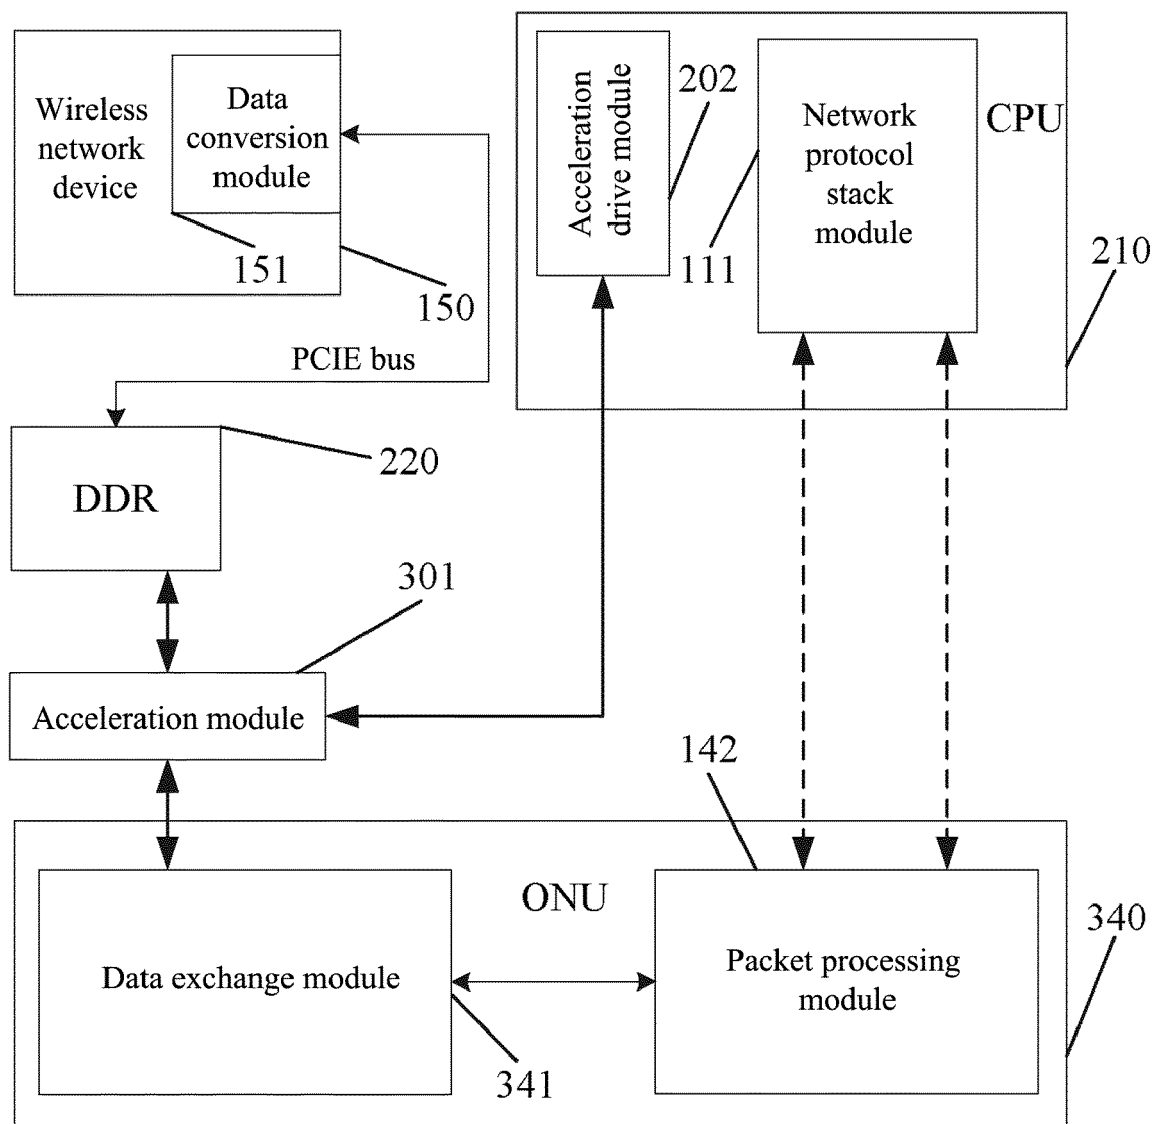 Wireless
network
device
Data
conversion
module
151
150
PCIE bus
Acceleration
drive module
202
Network
protocol
stack
module
111
CPU
210
DDR
220
301
Acceleration module
142
ONU
Data exchange module
341
Packet processing
module
340